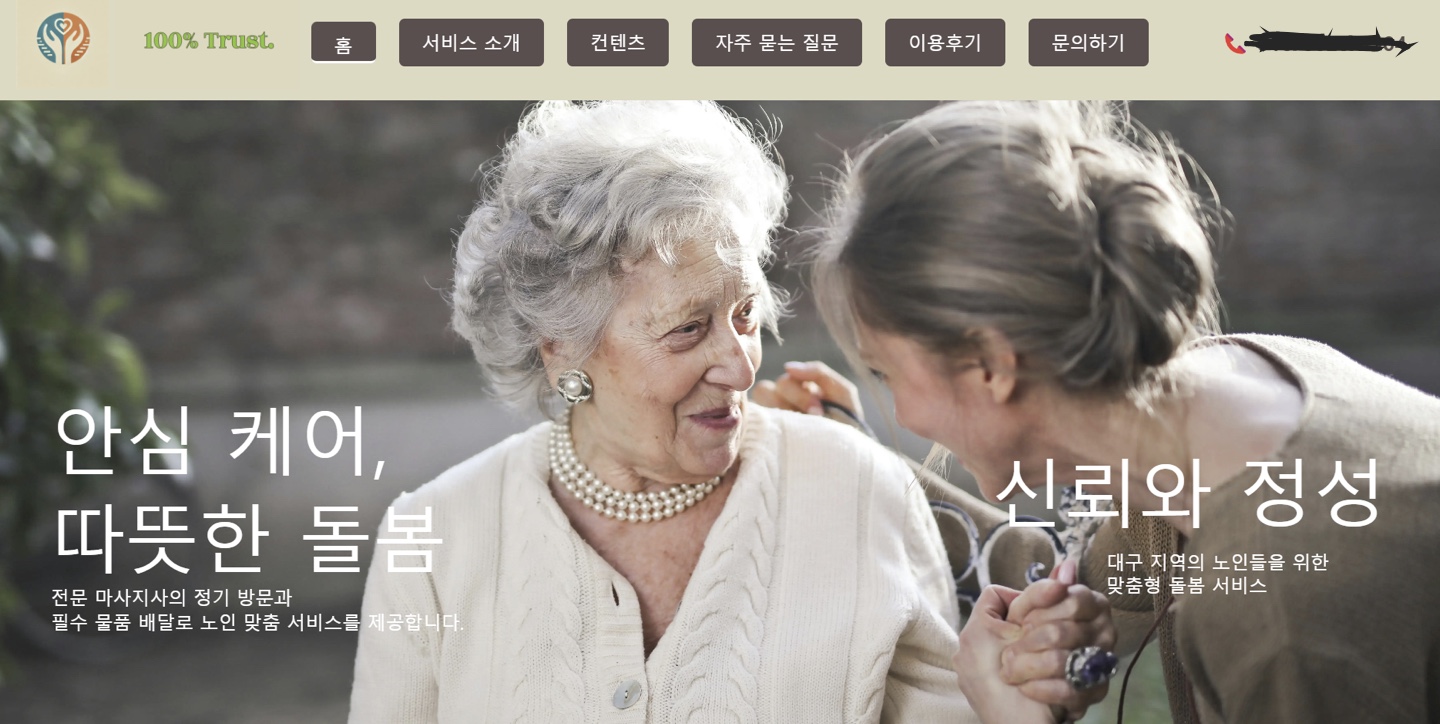 100% Trust.
홈
서비스 소개
컨텐츠
자주 묻는 질문
이용후기
문의하기
안심 케어,
따뜻한 돌봄
전문 마사지사의 정기 방문과
필수 물품 배달로 노인 맞춤 서비스를 제공합니다.
신뢰와 정성
대구 지역의 노인들을 위한
맞춤형 돌봄 서비스